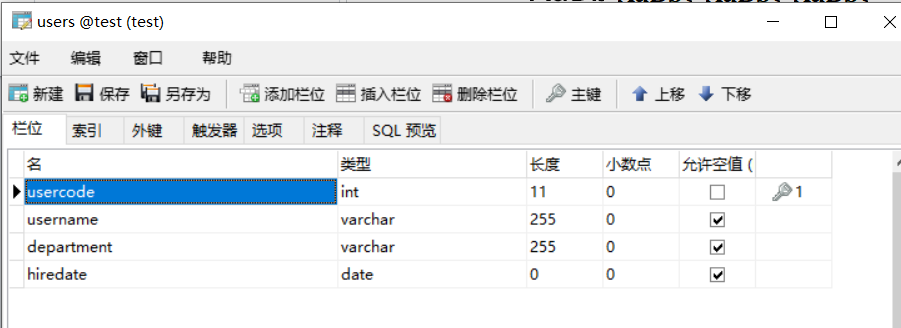 users @test (test)
文件 编辑 窗口 帮助
新建 保存 另存为 添加栏位 插入栏位 删除栏位 主键 上移 下移
栏位 索引 外键 触发器 选项 注释 SQL 预览
名 类型 长度 小数点 允许空值 (
usercode int 11 0 1
username varchar 255 0
department varchar 255 0
hiredate date 0 0